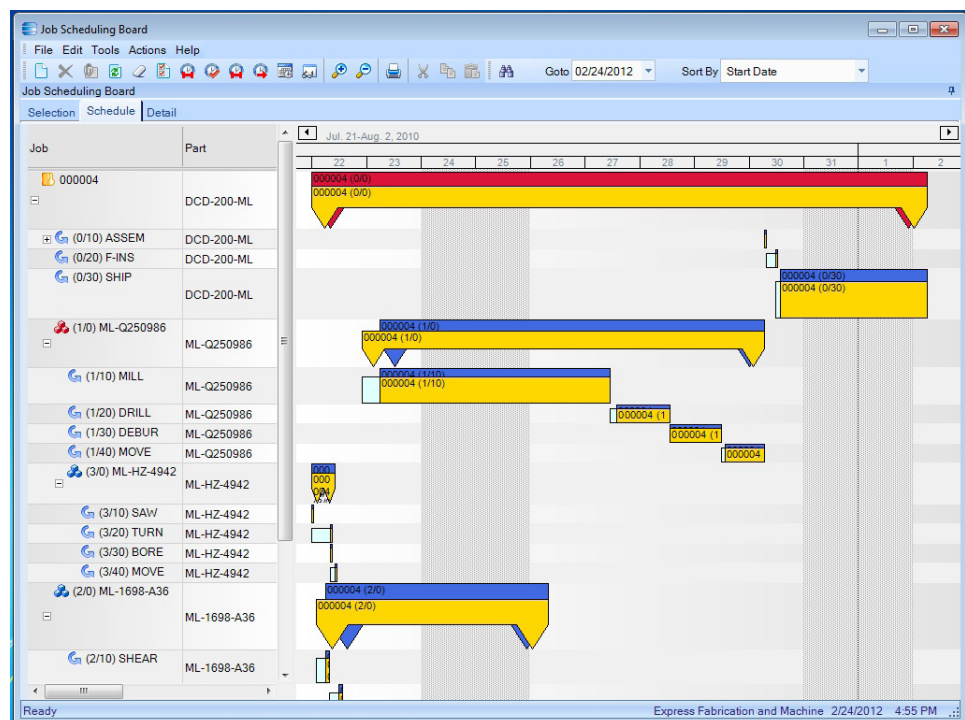 Job Scheduling Board
File Edit Tools Actions Help
Goto 02/24/2012 Sort By Start Date
Job Scheduling Board
Selection Schedule Detail
Job Part
Jul. 21-Aug. 2, 2010
22 23 24 25 26 27 28 29 30 31 1 2
000004 DCD-200-ML
000004 (0/0)
000004 (0/0)
(0/10) ASSEM DCD-200-ML
(0/20) F-INS DCD-200-ML
(0/30) SHIP DCD-200-ML
000004 (0/30)
000004 (0/30)
(1/0) ML-Q250986 ML-Q250986
000004 (1/0)
000004 (1/0)
(1/10) MILL ML-Q250986
000004 (1/10)
000004 (1/10)
(1/20) DRILL ML-Q250986 000004 (1
(1/30) DEBUR ML-Q250986 000004 (1
(1/40) MOVE ML-Q250986 000004
(3/0) ML-HZ-4942 ML-HZ-4942
000
000
004
(3/10) SAW ML-HZ-4942
(3/20) TURN ML-HZ-4942
(3/30) BORE ML-HZ-4942
(3/40) MOVE ML-HZ-4942
(2/0) ML-1698-A36 ML-1698-A36
000004 (2/0)
000004 (2/0)
(2/10) SHEAR ML-1698-A36
Ready Express Fabrication and Machine 2/24/2012 4:55 PM